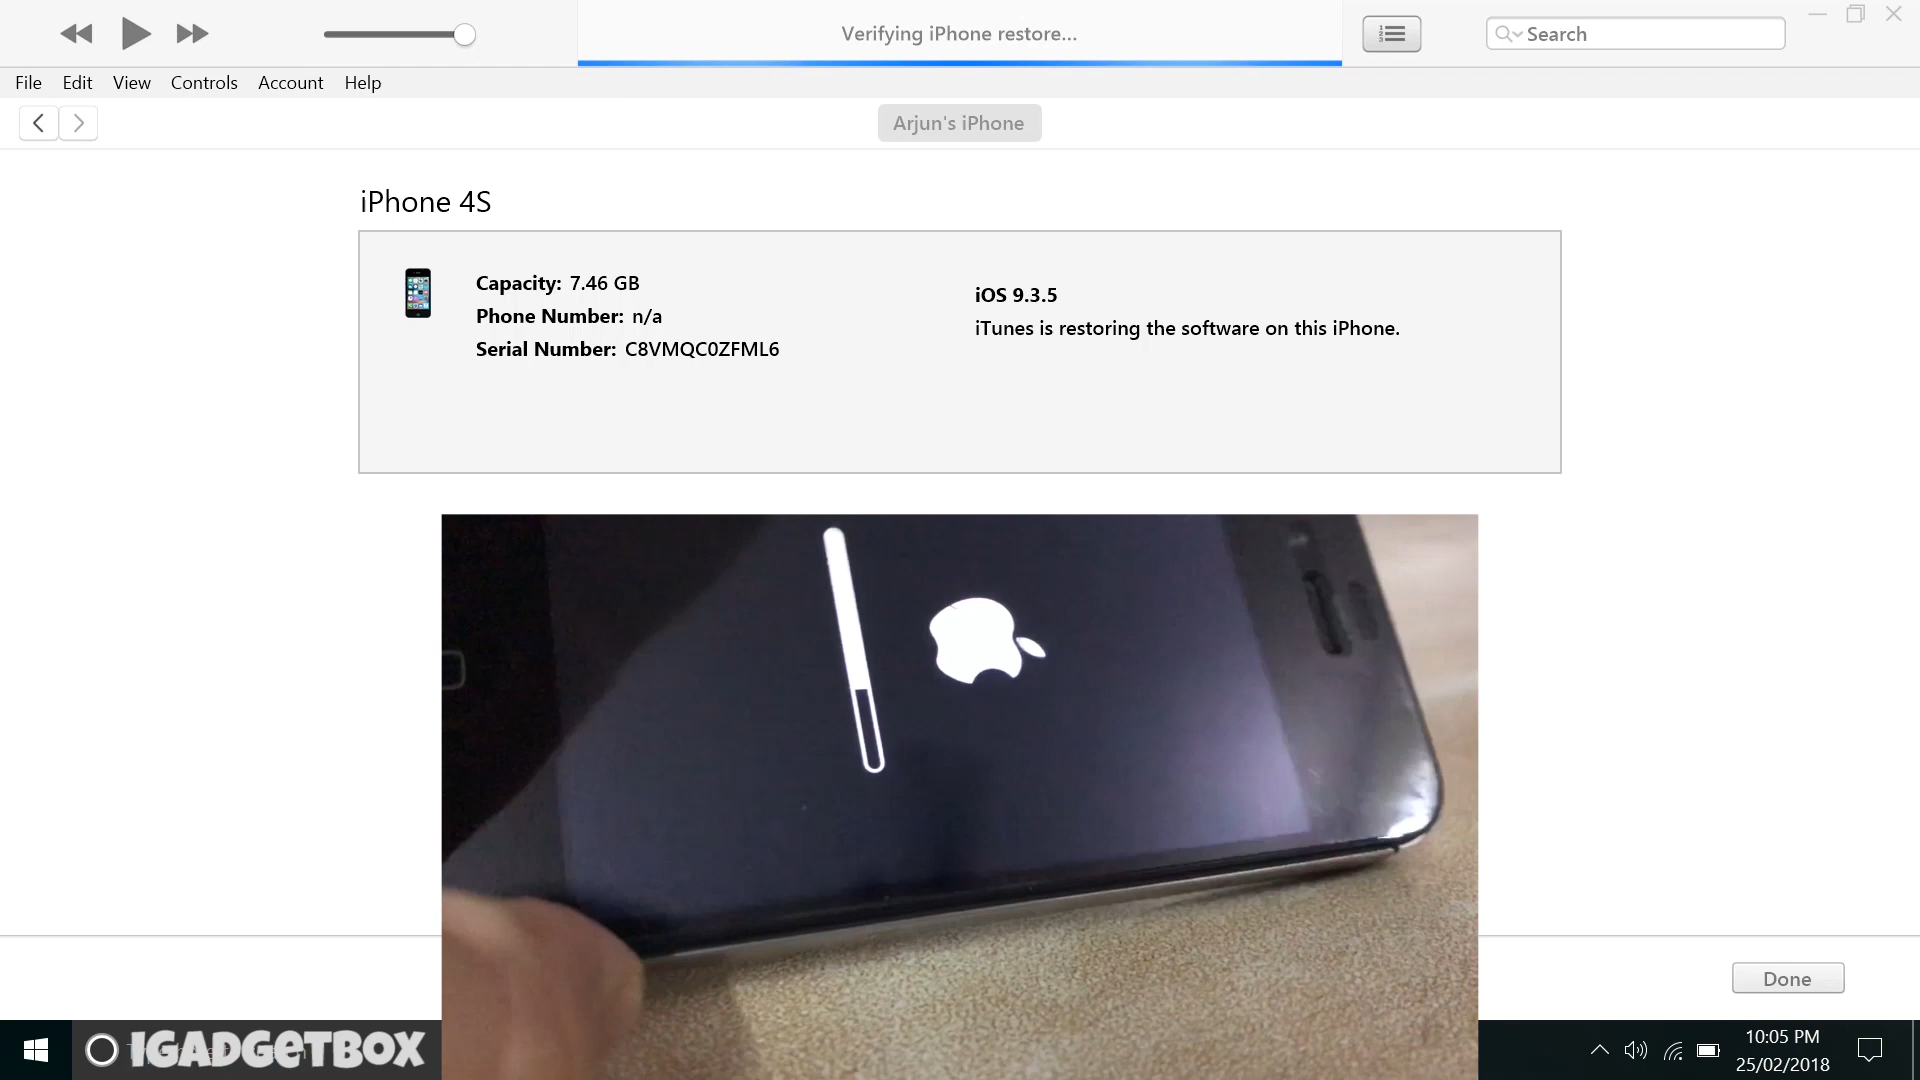 Verifying iPhone restore...
Search
File Edit View Controls Account Help
Arjun's iPhone
iPhone 4S
Capacity: 7.46 GB
Phone Number: n/a
Serial Number: C8VMQC0ZFML6
iOS 9.3.5
iTunes is restoring the software on this iPhone.
Done
IGADGETBOX
10:05 PM
25/02/2018